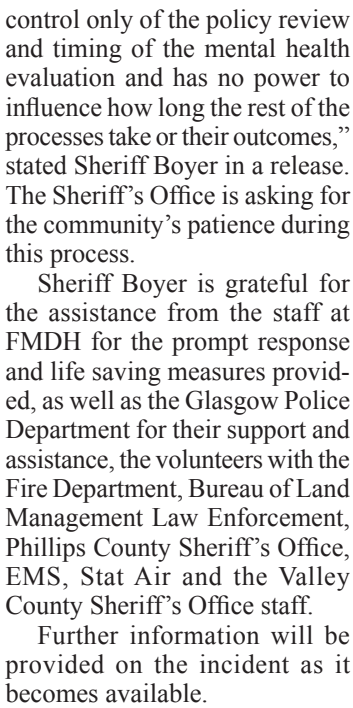 control only of the policy review
and timing of the mental health
evaluation and has no power to
influence how long the rest of the
processes take or their outcomes,”
stated Sheriff Boyer in a release.
The Sheriff’s Office is asking for
the community’s patience during
this process.
Sheriff Boyer is grateful for
the assistance from the staff at
FMDH for the prompt response
and life saving measures provid-
ed, as well as the Glasgow Police
Department for their support and
assistance, the volunteers with the
Fire Department, Bureau of Land
Management Law Enforcement,
Phillips County Sheriff’s Office,
EMS, Stat Air and the Valley
County Sheriff’s Office staff.
Further information will be
provided on the incident as it
becomes available.